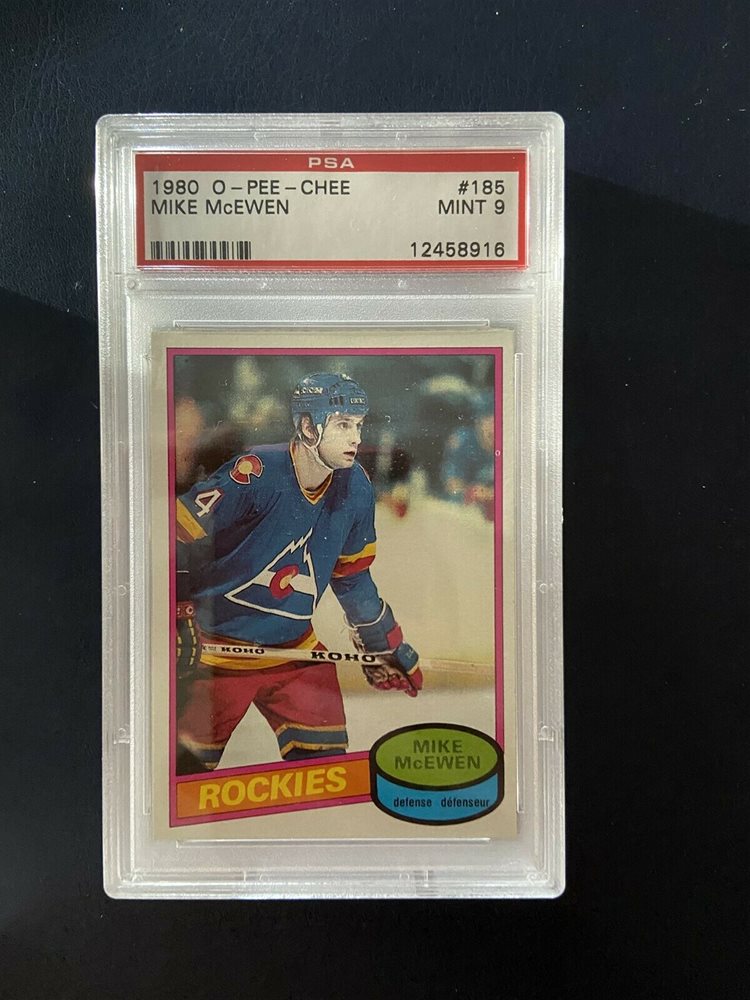 PSA
1980 O-PEE-CHEE #185
MIKE McEWEN MINT 9
12458916
4
KOHO KOHO
MIKE
McEWEN
ROCKIES
defense défenseur